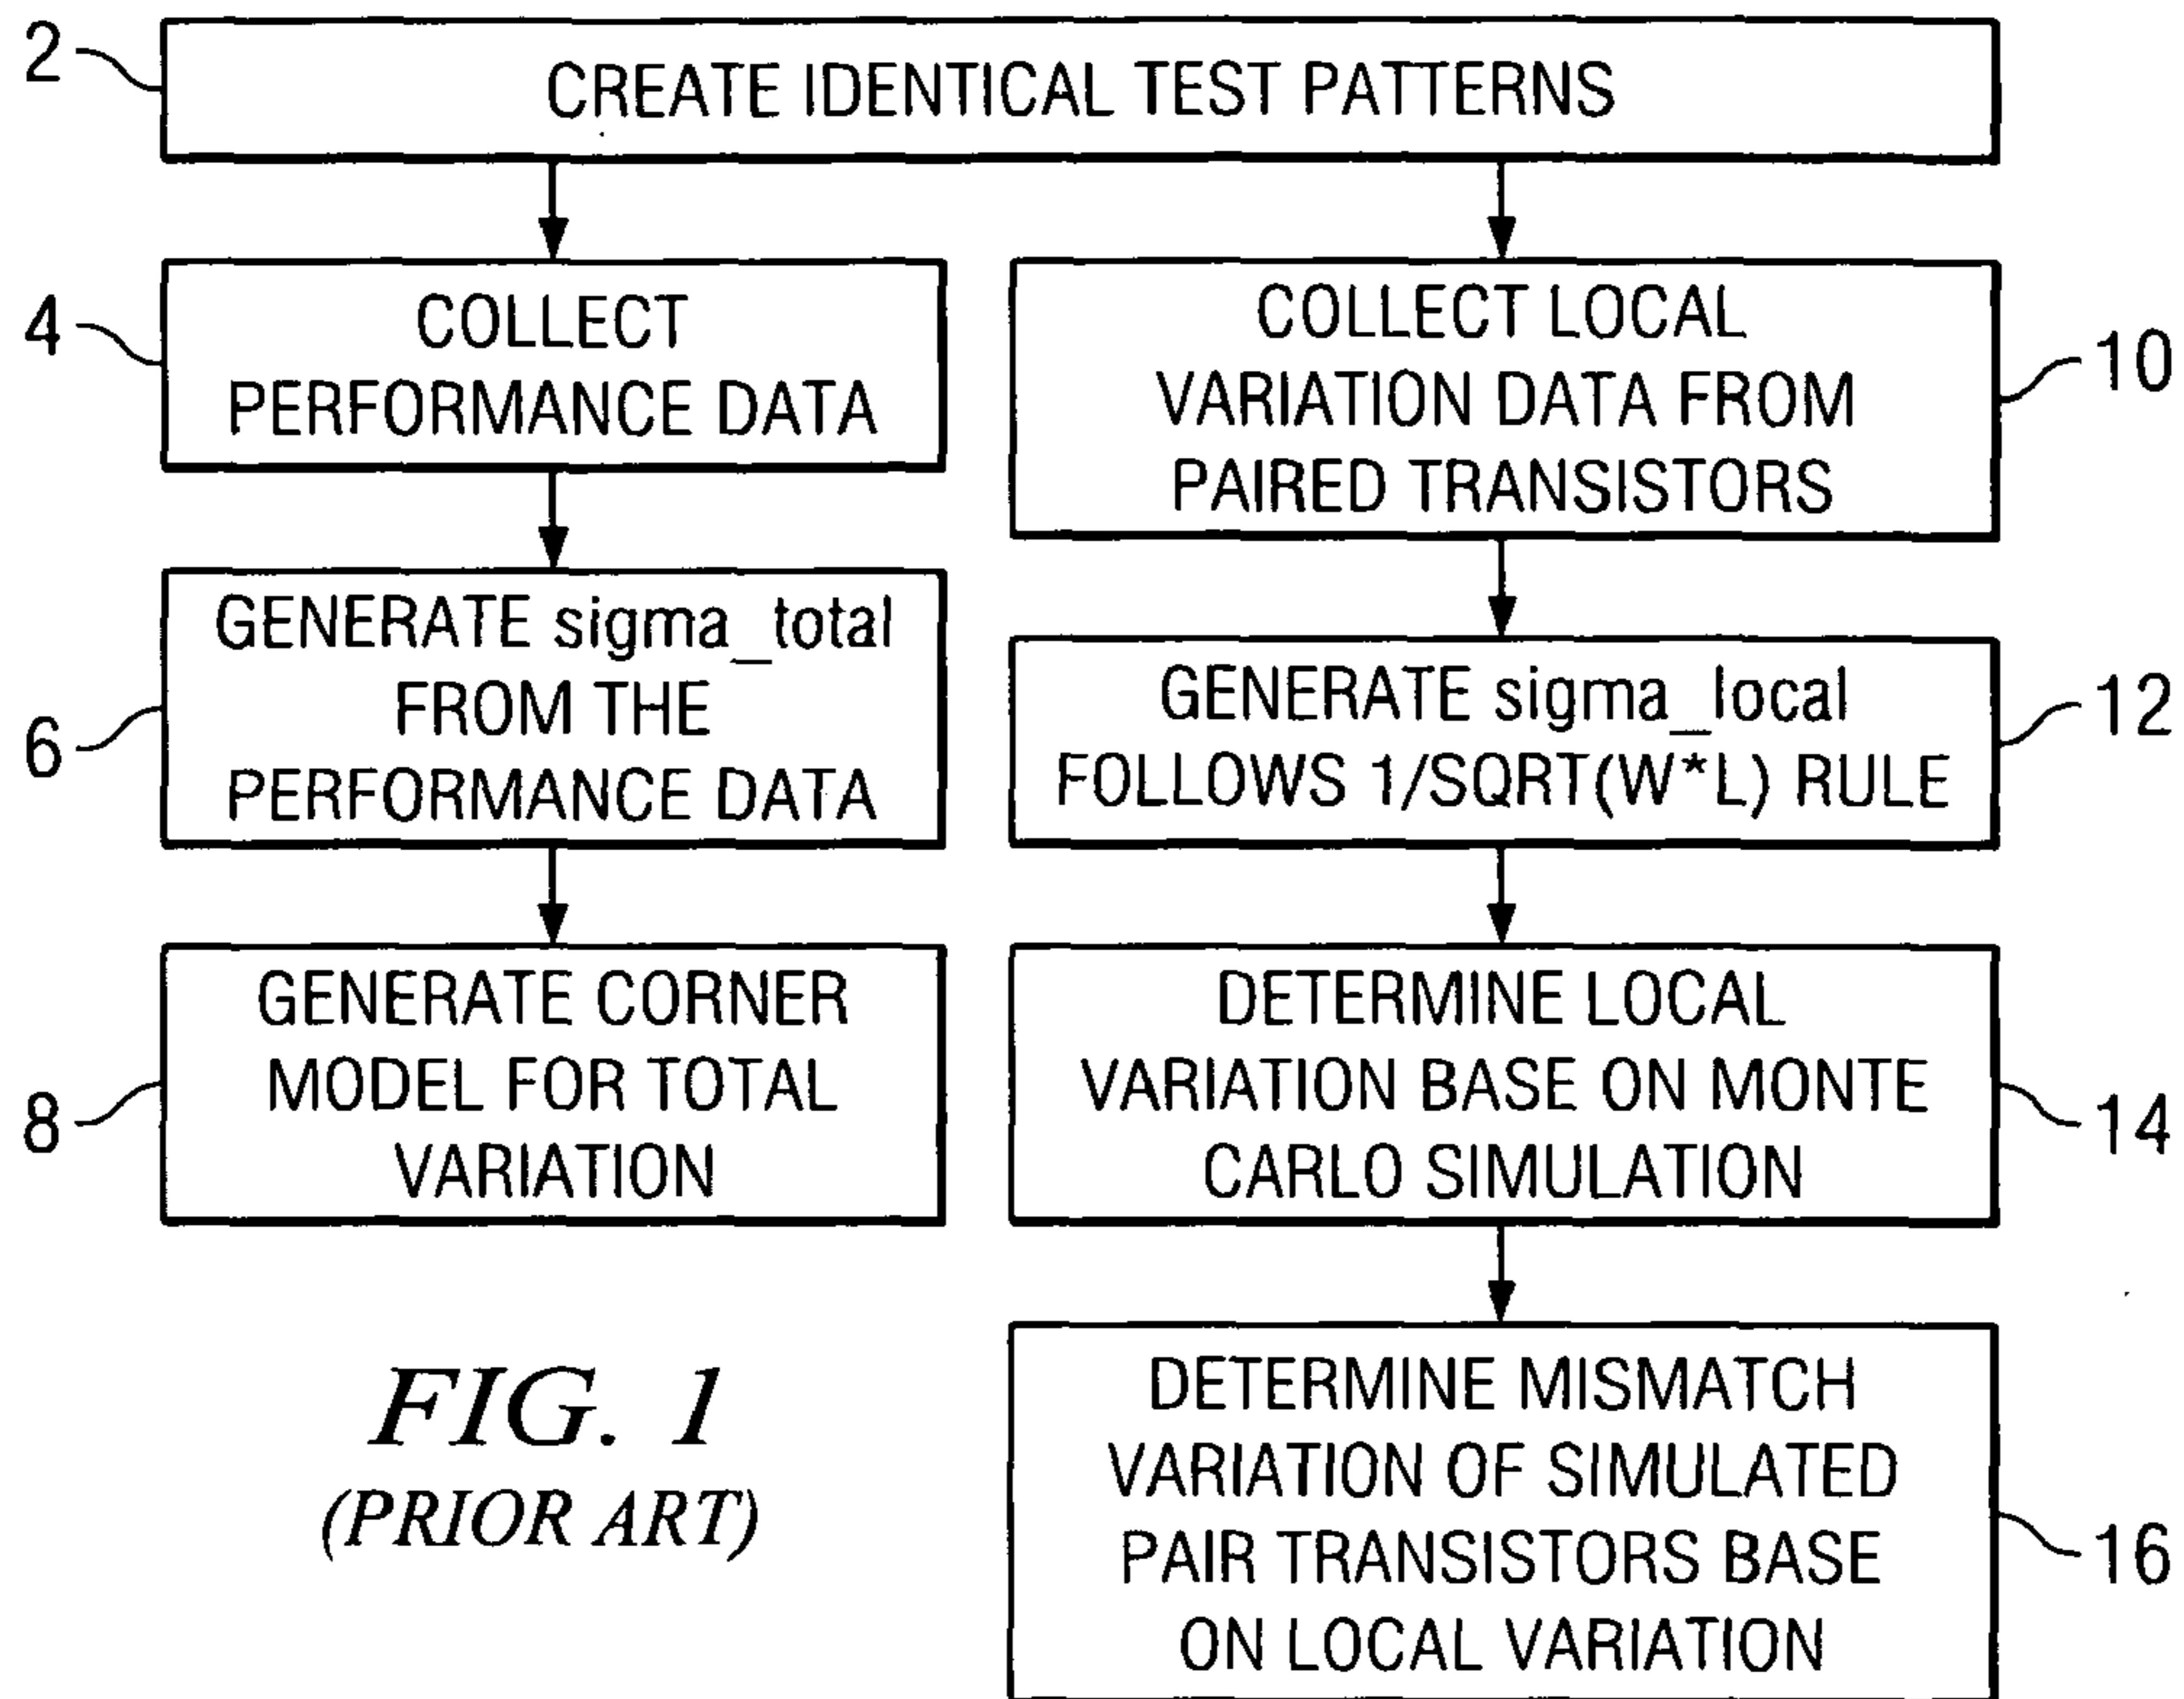 2
CREATE IDENTICAL TEST PATTERNS
4
COLLECT
PERFORMANCE DATA
6
GENERATE sigma_total
FROM THE
PERFORMANCE DATA
8
GENERATE CORNER
MODEL FOR TOTAL
VARIATION
COLLECT LOCAL
VARIATION DATA FROM
PAIRED TRANSISTORS
10
GENERATE sigma_local
FOLLOWS 1/SQRT(W*L) RULE
12
DETERMINE LOCAL
VARIATION BASE ON MONTE
CARLO SIMULATION
14
DETERMINE MISMATCH
VARIATION OF SIMULATED
PAIR TRANSISTORS BASE
ON LOCAL VARIATION
16
FIG. 1
(PRIOR ART)